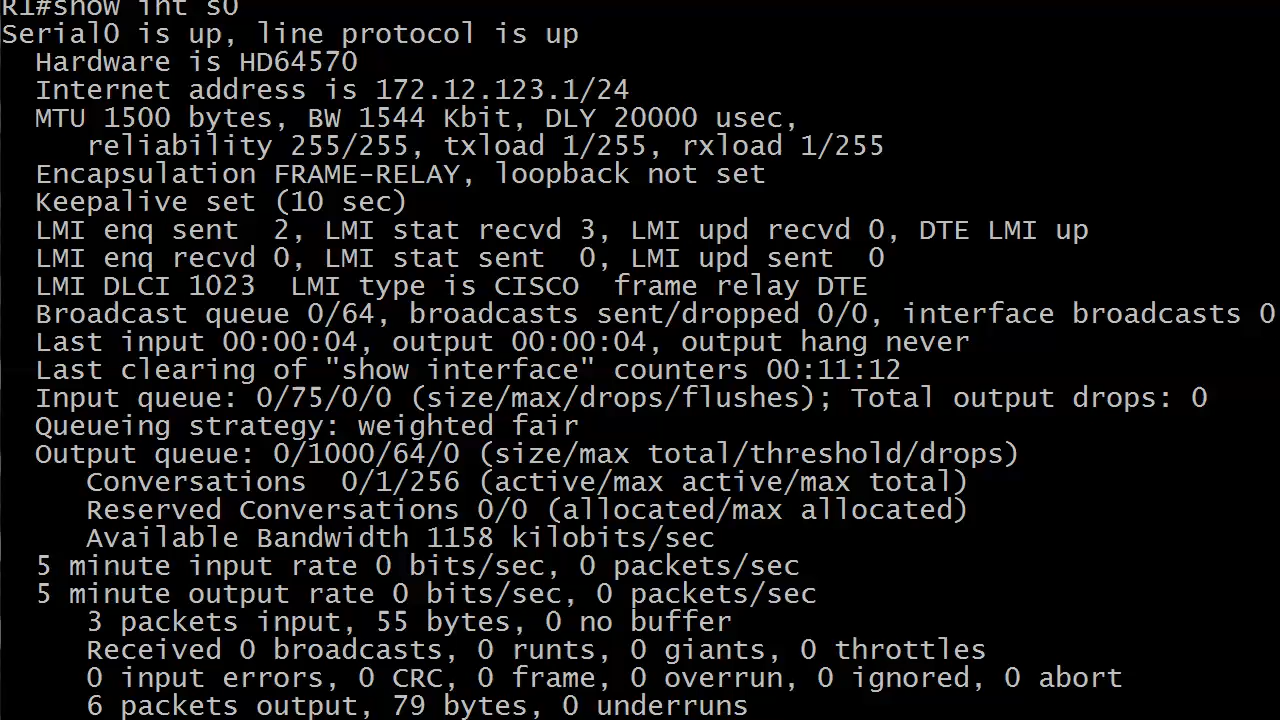 R1#show int s0
Serial0 is up, line protocol is up
Hardware is HD64570
Internet address is 172.12.123.1/24
MTU 1500 bytes, BW 1544 Kbit, DLY 20000 usec,
reliability 255/255, txload 1/255, rxload 1/255
Encapsulation FRAME-RELAY, loopback not set
Keepalive set (10 sec)
LMI enq sent  2, LMI stat recvd 3, LMI upd recvd 0, DTE LMI up
LMI enq recvd 0, LMI stat sent  0, LMI upd sent  0
LMI DLCI 1023  LMI type is CISCO  frame relay DTE
Broadcast queue 0/64, broadcasts sent/dropped 0/0, interface broadcasts 0
Last input 00:00:04, output 00:00:04, output hang never
Last clearing of "show interface" counters 00:11:12
Input queue: 0/75/0/0 (size/max/drops/flushes); Total output drops: 0
Queueing strategy: weighted fair
Output queue: 0/1000/64/0 (size/max total/threshold/drops)
Conversations  0/1/256 (active/max active/max total)
Reserved Conversations 0/0 (allocated/max allocated)
Available Bandwidth 1158 kilobits/sec
5 minute input rate 0 bits/sec, 0 packets/sec
5 minute output rate 0 bits/sec, 0 packets/sec
3 packets input, 55 bytes, 0 no buffer
Received 0 broadcasts, 0 runts, 0 giants, 0 throttles
0 input errors, 0 CRC, 0 frame, 0 overrun, 0 ignored, 0 abort
6 packets output, 79 bytes, 0 underruns